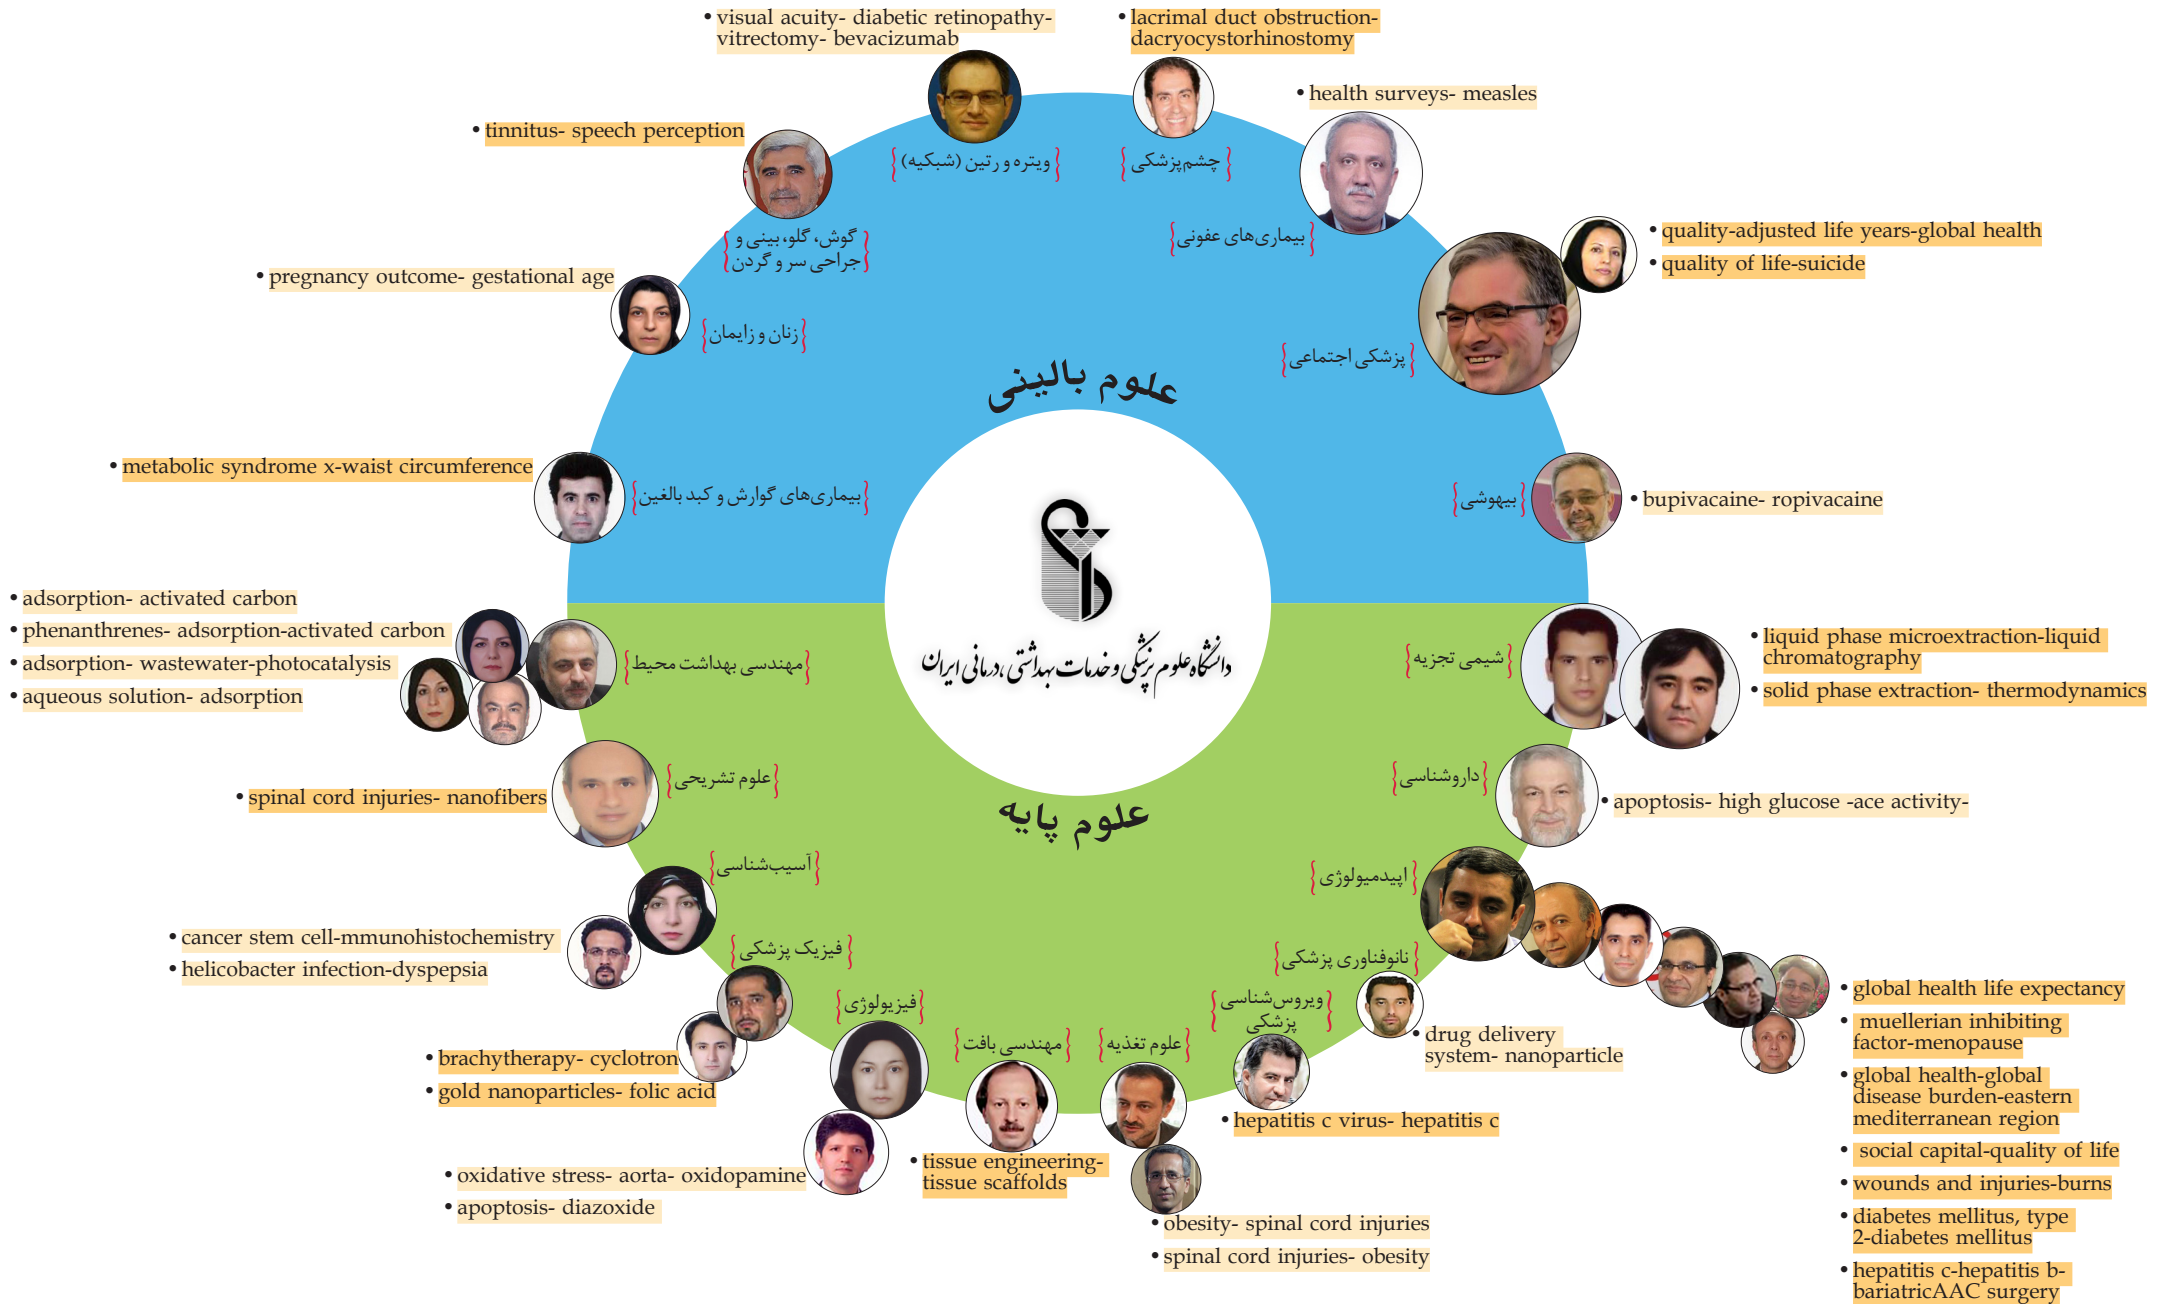 • visual acuity- diabetic retinopathy-
vitrectomy- bevacizumab
• lacrimal duct obstruction-
dacryocystorhinostomy
• health surveys- measles
• tinnitus- speech perception
{ویتره و رتین (شبکیه)}
{چشم‌پزشکی}
{گوش، گلو، بینی و
جراحی سر و گردن}
{بیماری‌های عفونی}
• quality-adjusted life years-global health
• quality of life-suicide
• pregnancy outcome- gestational age
{زنان و زایمان}
{پزشکی اجتماعی}
علوم بالینی
• metabolic syndrome x-waist circumference
{بیماری‌های گوارش و کبد بالغین}
{بیهوشی}
• bupivacaine- ropivacaine
دانشگاه علوم پزشکی و خدمات بهداشتی ، درمانی ایران
• adsorption- activated carbon
• phenanthrenes- adsorption-activated carbon
• adsorption- wastewater-photocatalysis
• aqueous solution- adsorption
{مهندسی بهداشت محیط}
{شیمی تجزیه}
• liquid phase microextraction-liquid
chromatography
• solid phase extraction- thermodynamics
• spinal cord injuries- nanofibers
{علوم تشریحی}
{داروشناسی}
• apoptosis- high glucose -ace activity-
علوم پایه
{آسیب‌شناسی}
{اپیدمیولوژی}
• cancer stem cell-mmunohistochemistry
• helicobacter infection-dyspepsia
{فیزیک پزشکی}
{نانوفناوری پزشکی}
{فیزیولوژی}
{ویروس‌شناسی
پزشکی}
{مهندسی بافت}
{علوم تغذیه}
• drug delivery
system- nanoparticle
• brachytherapy- cyclotron
• gold nanoparticles- folic acid
• hepatitis c virus- hepatitis c
• oxidative stress- aorta- oxidopamine
• apoptosis- diazoxide
• tissue engineering-
tissue scaffolds
• obesity- spinal cord injuries
• spinal cord injuries- obesity
• global health life expectancy
• muellerian inhibiting
factor-menopause
• global health-global
disease burden-eastern
mediterranean region
• social capital-quality of life
• wounds and injuries-burns
• diabetes mellitus, type
2-diabetes mellitus
• hepatitis c-hepatitis b-
bariatricAAC surgery